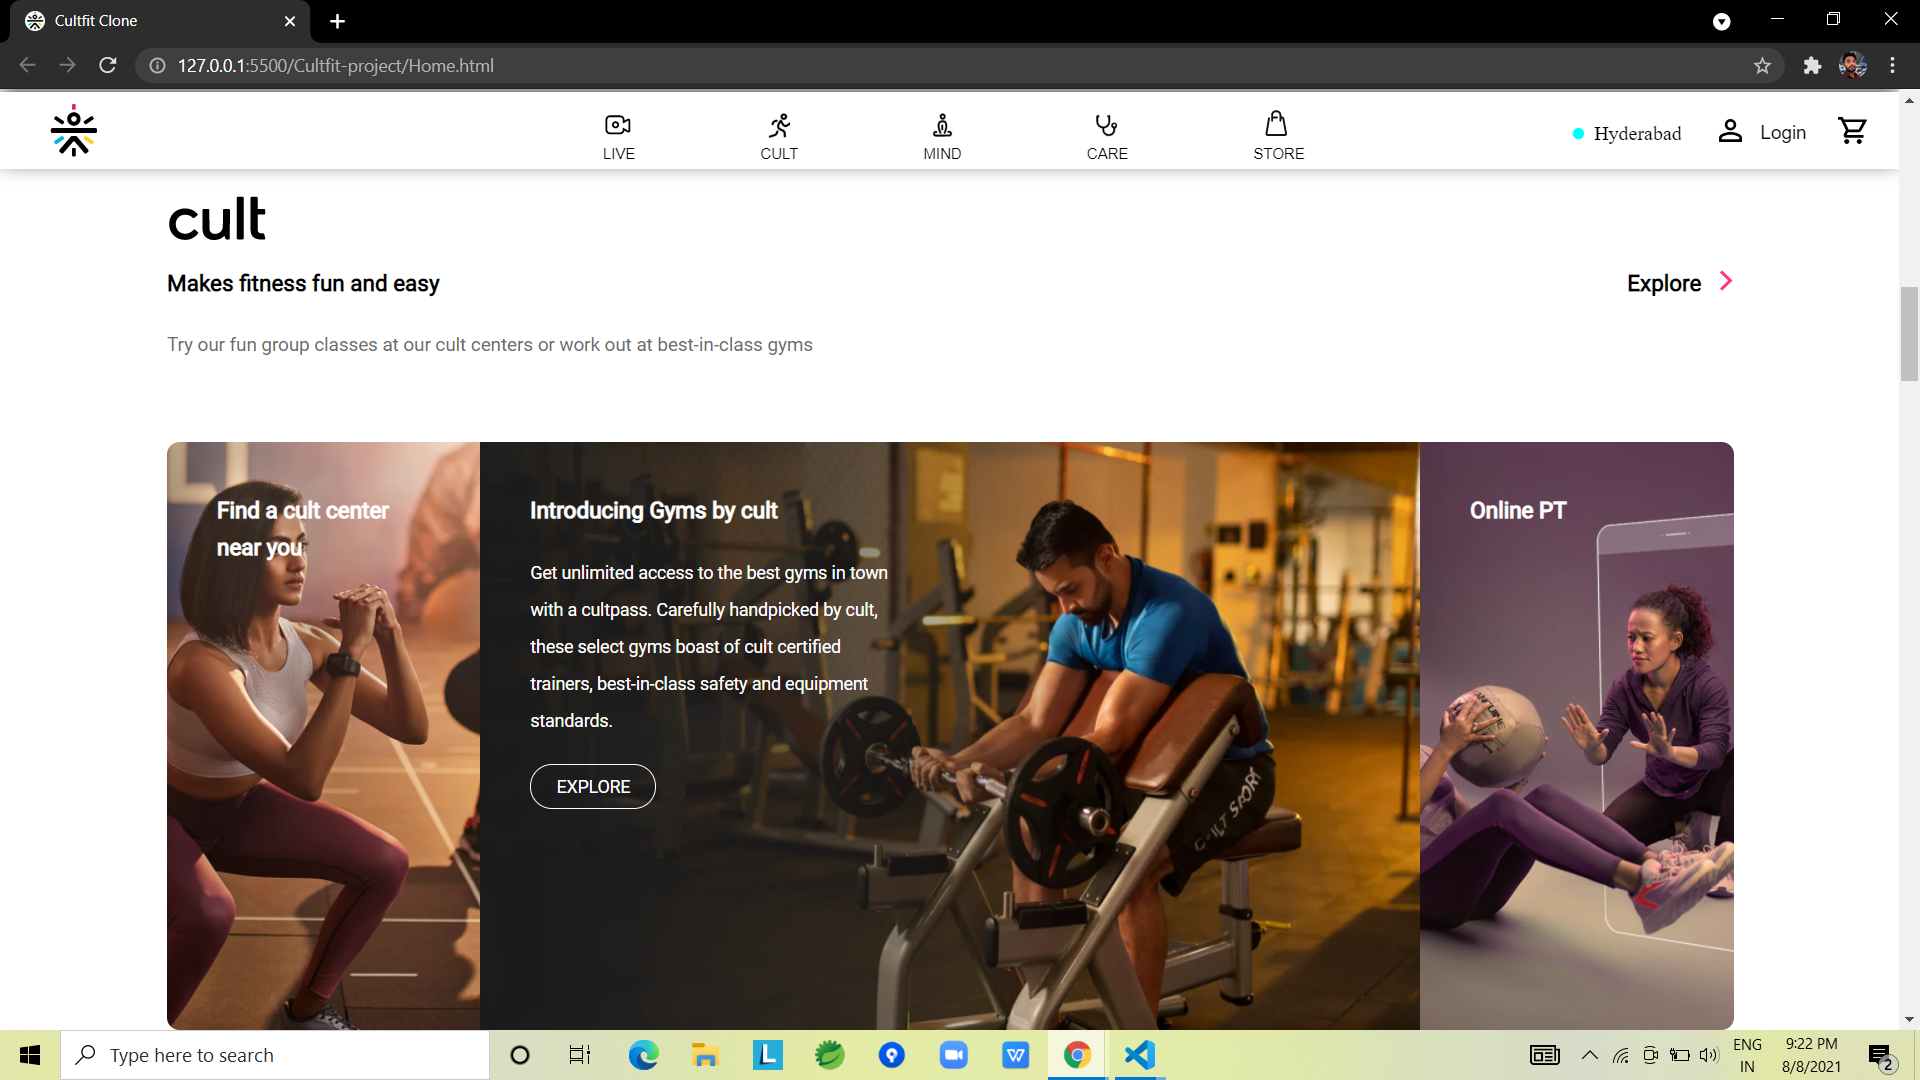 Cultfit Clone
127.0.0.1:5500/Cultfit-project/Home.html
LIVE
CULT
MIND
CARE
STORE
Hyderabad
Login
cult
Makes fitness fun and easy
Explore
Try our fun group classes at our cult centers or work out at best-in-class gyms
Find a cult center
near you
Introducing Gyms by cult
Get unlimited access to the best gyms in town
with a cultpass. Carefully handpicked by cult,
these select gyms boast of cult certified
trainers, best-in-class safety and equipment
standards.
EXPLORE
CULT SPORT
Online PT
Type here to search
L
W
ENG
IN
9:22 PM
8/8/2021
2